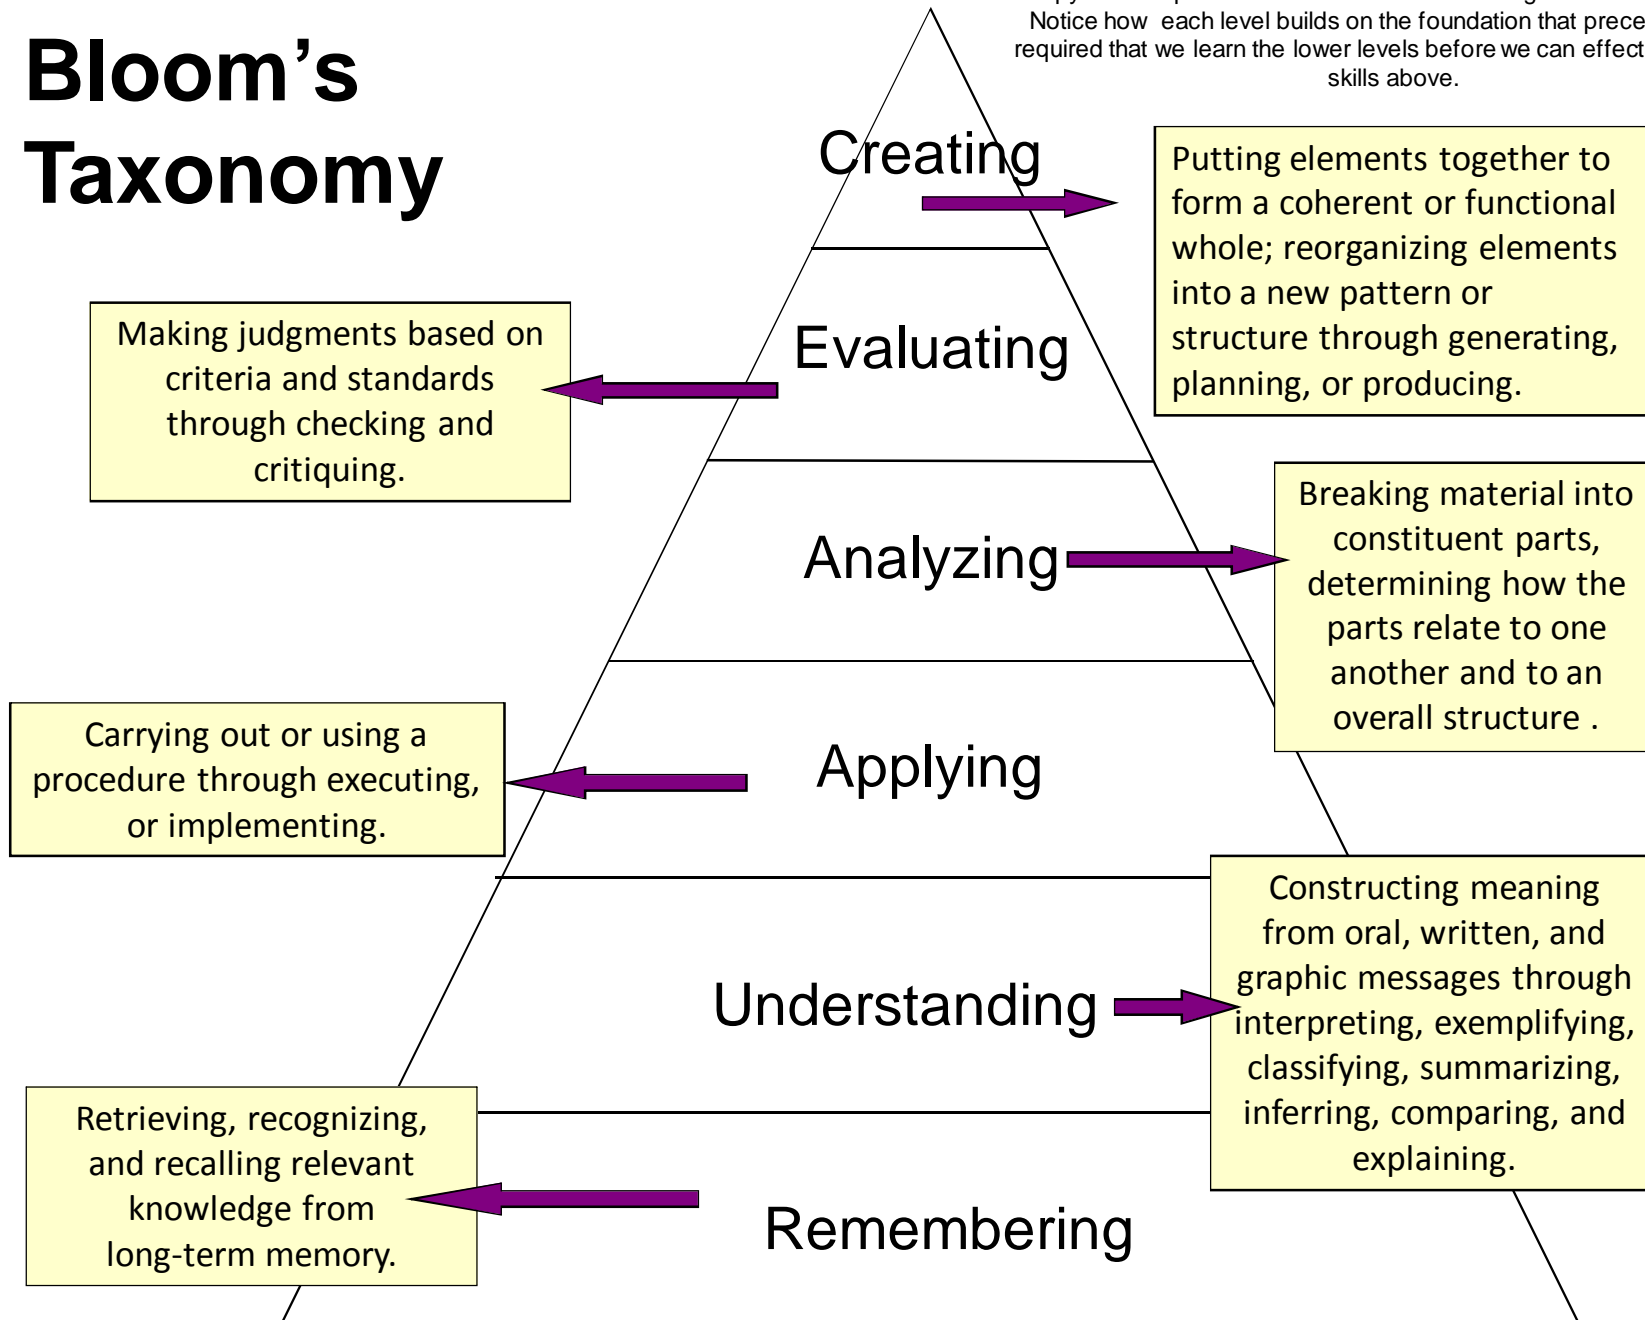 Bloom's
Taxonomy
Notice how each level builds on the foundation that
required that we learn the lower levels before we can
skills above.
Creating
Putting elements together to
form a coherent or functional
whole; reorganizing elements
into a new pattern or
structure through generating,
planning, or producing.
Evaluating
Making judgments based on
criteria and standards
through checking and
critiquing.
Analyzing
Breaking material into
constituent parts,
determining how the
parts relate to one
another and to an
overall structure .
Applying
Carrying out or using a
procedure through executing,
or implementing.
Understanding
Constructing meaning
from oral, written, and
graphic messages through
interpreting, exemplifying,
classifying, summarizing,
inferring, comparing, and
explaining.
Remembering
Retrieving, recognizing,
and recalling relevant
knowledge from
long-term memory.